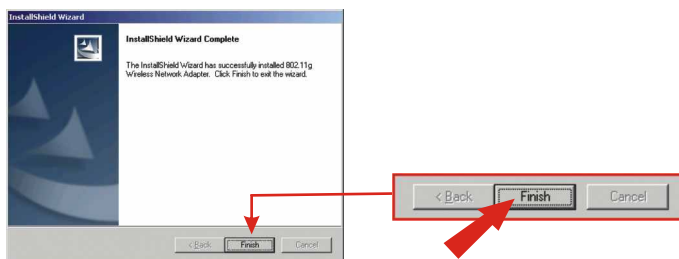 InstallShield Wizard
InstallShield Wizard Complete
The InstallShield Wizard has successfully installed 802.11g
Wireless Network Adapter. Click Finish to exit the wizard.
< Back Finish Cancel
< Back Finish Cancel